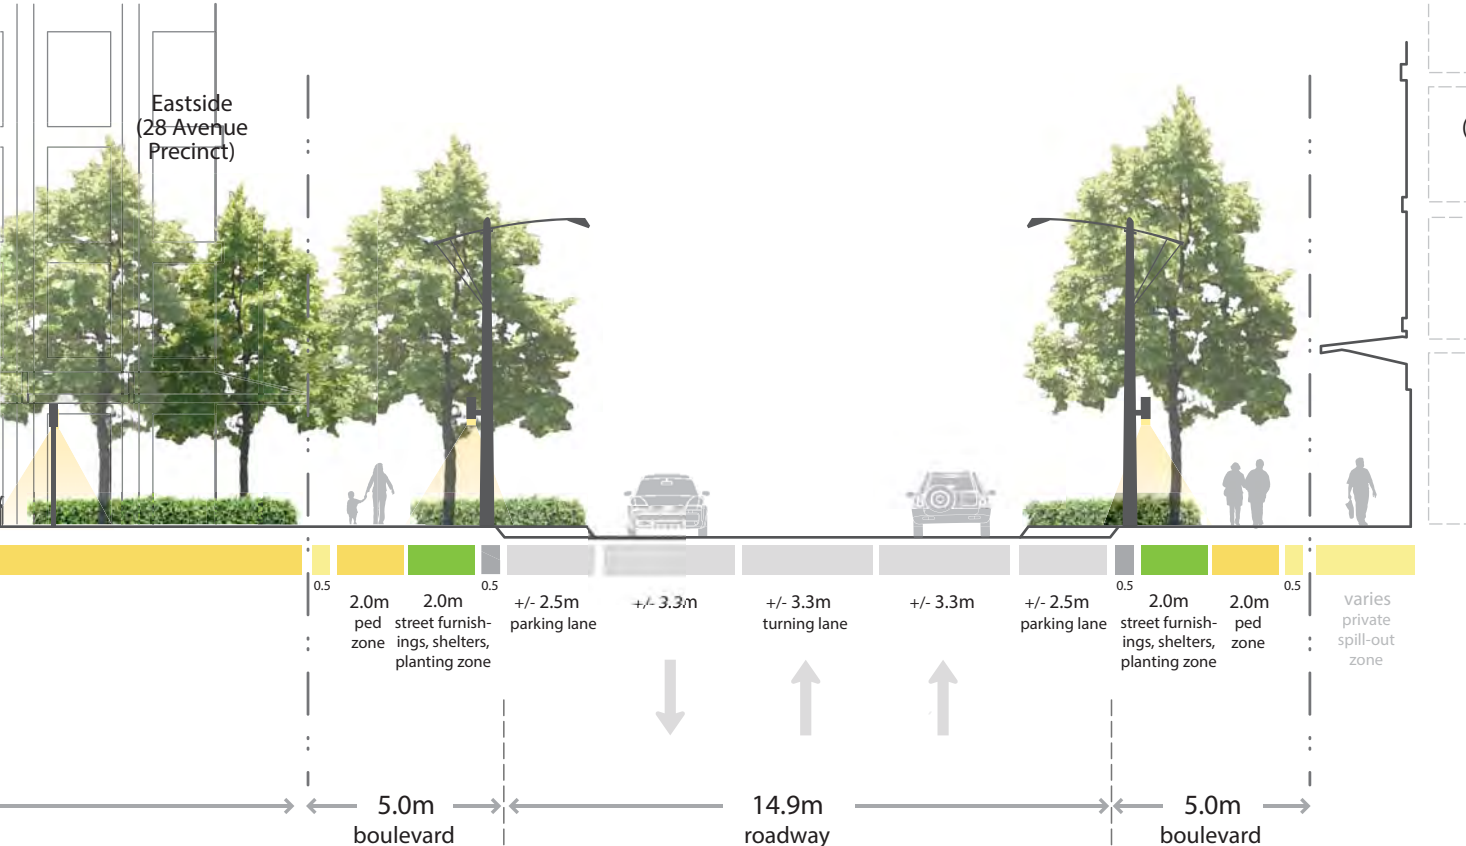 Eastside
(28 Avenue
Precinct)
(
0.5
2.0m
ped
zone
2.0m
street furnish-
ings, shelters,
planting zone
0.5
+/- 2.5m
parking lane
+/- 3.3m
+/- 3.3m
turning lane
+/- 3.3m
+/- 2.5m
parking lane
0.5
2.0m
street furnish-
ings, shelters,
planting zone
2.0m
ped
zone
0.5
varies
private
spill-out
zone
5.0m
boulevard
14.9m
roadway
5.0m
boulevard